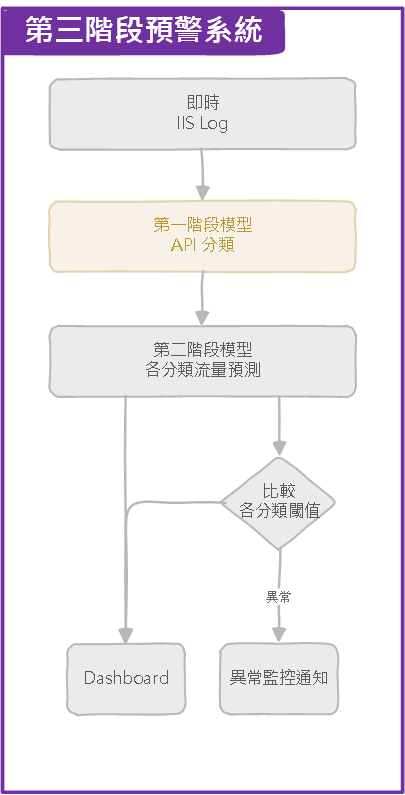 第三階段預警系統
即時
IIS Log
第一階段模型
API 分類
第二階段模型
各分類流量預測
比較
各分類閾值
異常
Dashboard
異常監控通知